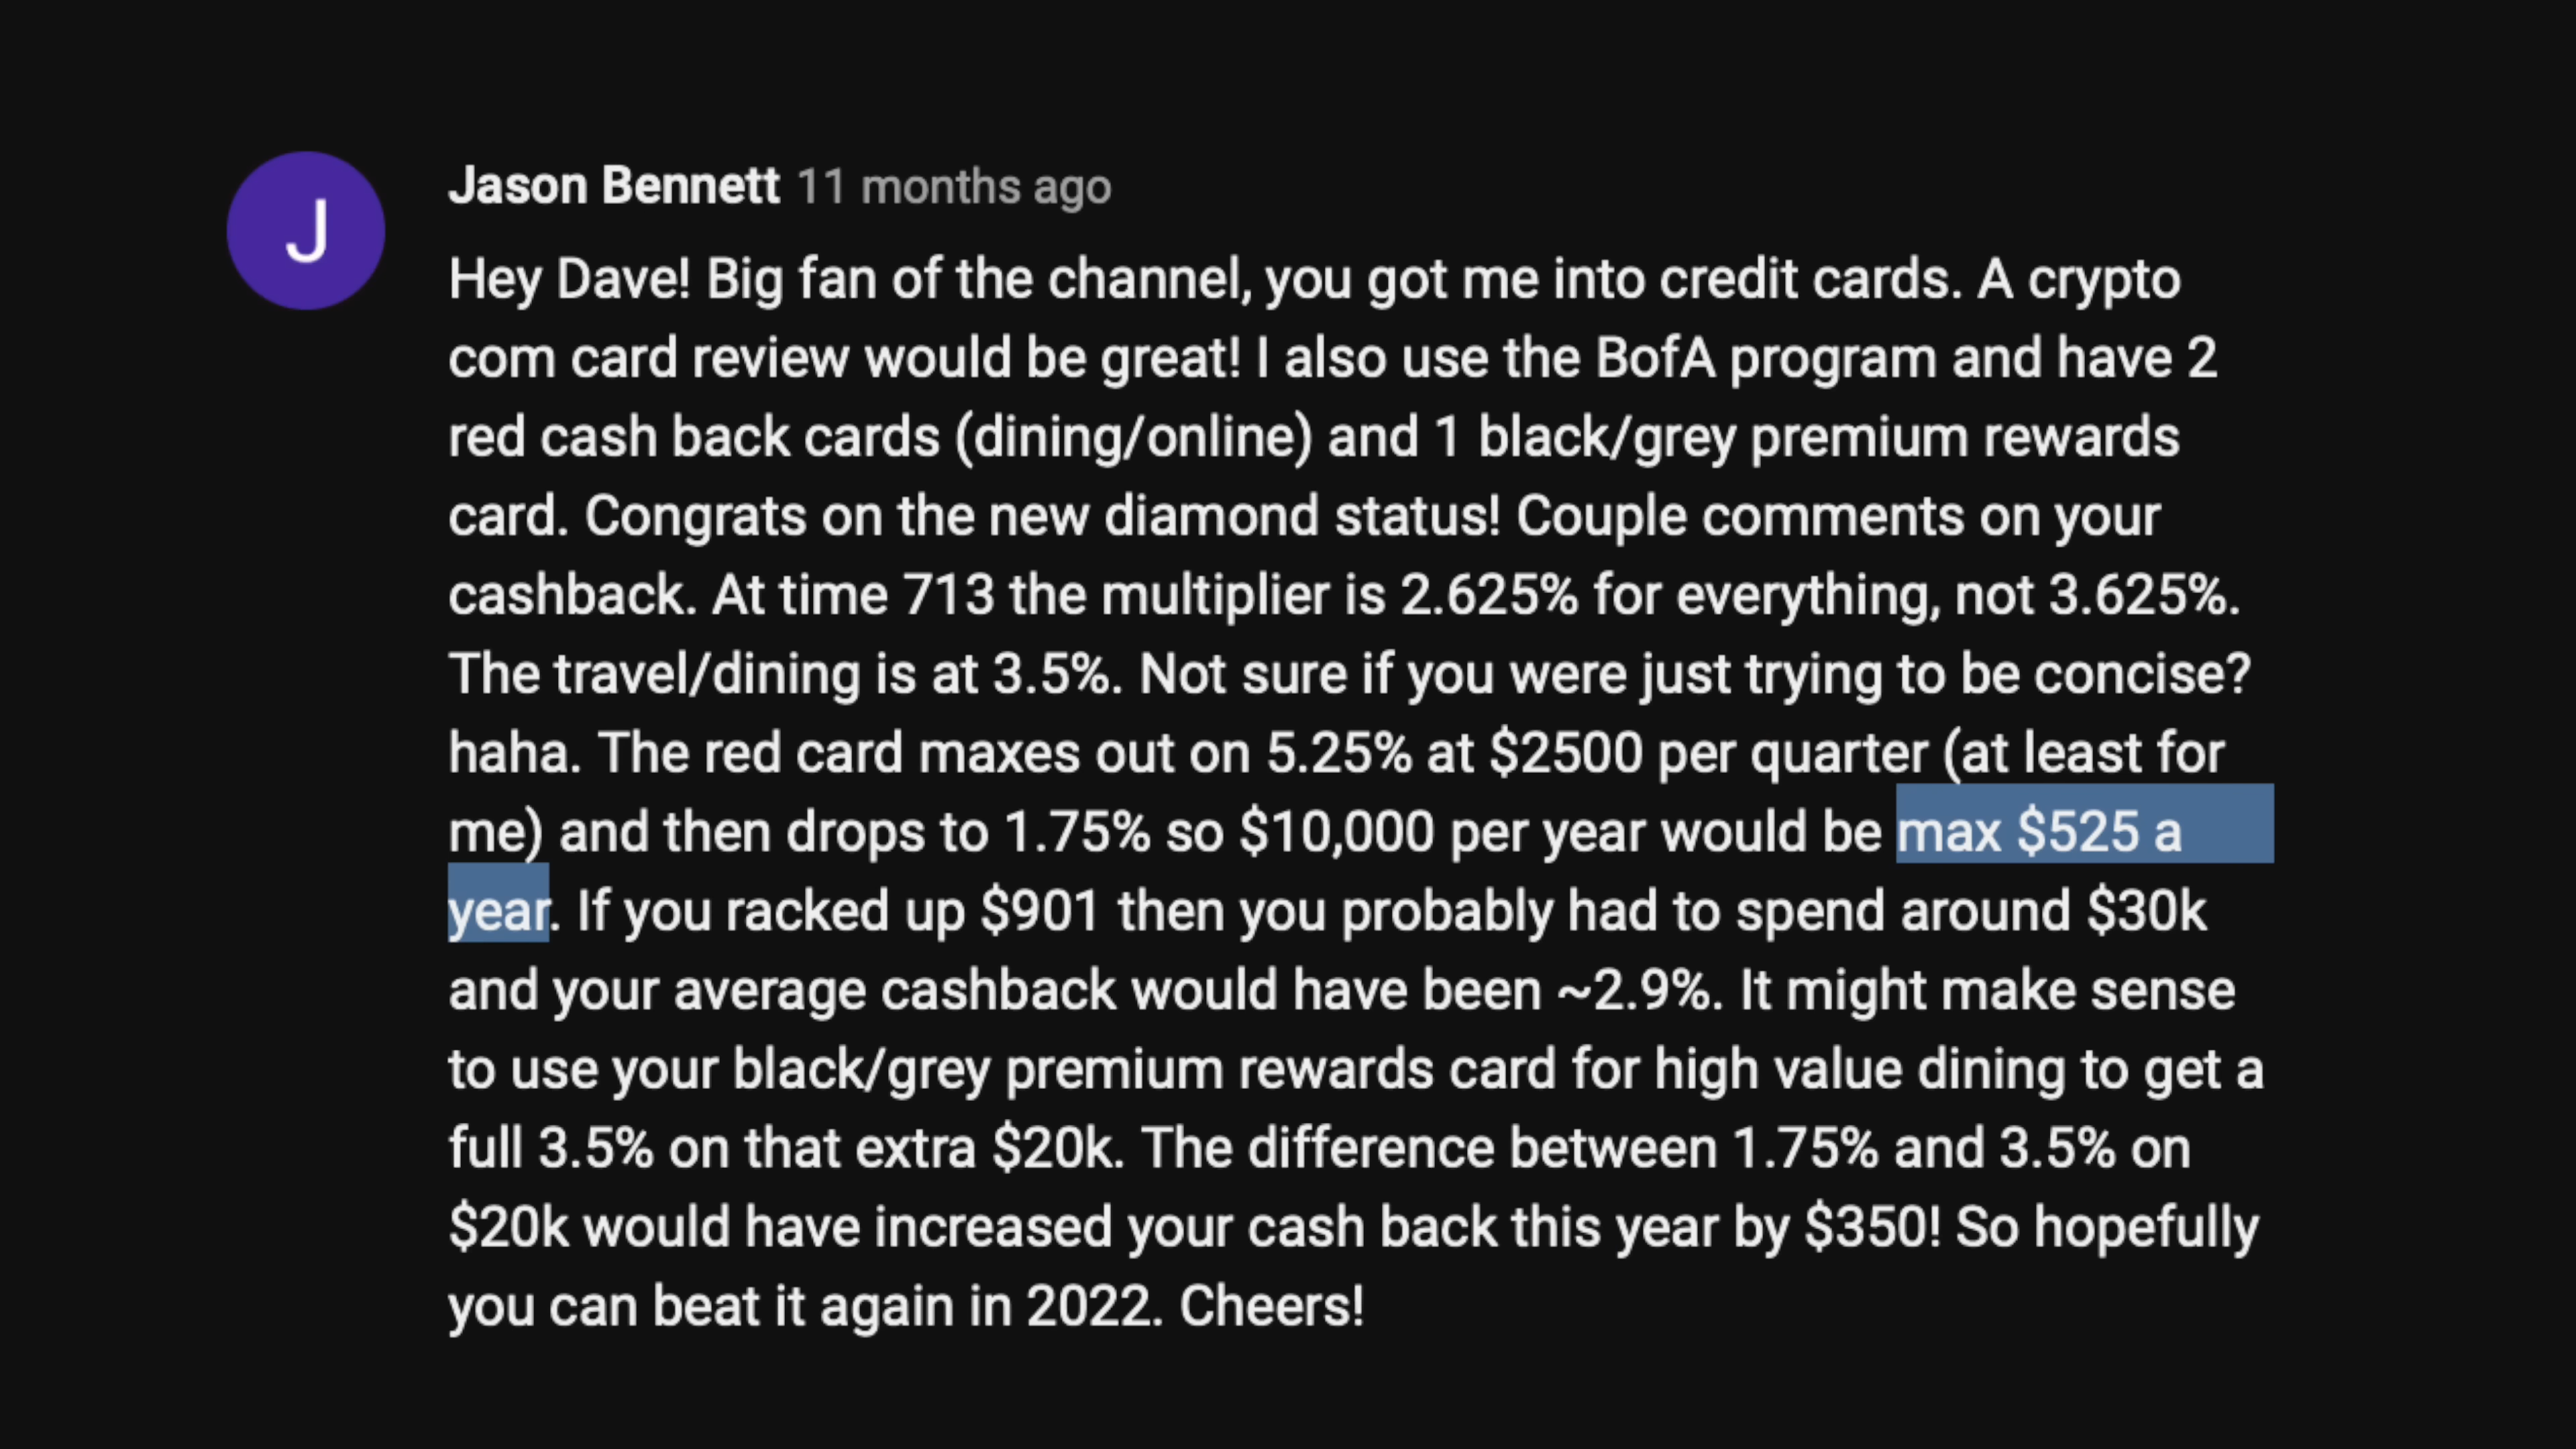 J
Jason Bennett 11 months ago
Hey Dave! Big fan of the channel, you got me into credit cards. A crypto
com card review would be great! I also use the BofA program and have 2
red cash back cards (dining/online) and 1 black/grey premium rewards
card. Congrats on the new diamond status! Couple comments on your
cashback. At time 713 the multiplier is 2.625% for everything, not 3.625%.
The travel/dining is at 3.5%. Not sure if you were just trying to be concise?
haha. The red card maxes out on 5.25% at $2500 per quarter (at least for
me) and then drops to 1.75% so $10,000 per year would be max $525 a
year. If you racked up $901 then you probably had to spend around $30k
and your average cashback would have been ~2.9%. It might make sense
to use your black/grey premium rewards card for high value dining to get a
full 3.5% on that extra $20k. The difference between 1.75% and 3.5% on
$20k would have increased your cash back this year by $350! So hopefully
you can beat it again in 2022. Cheers!